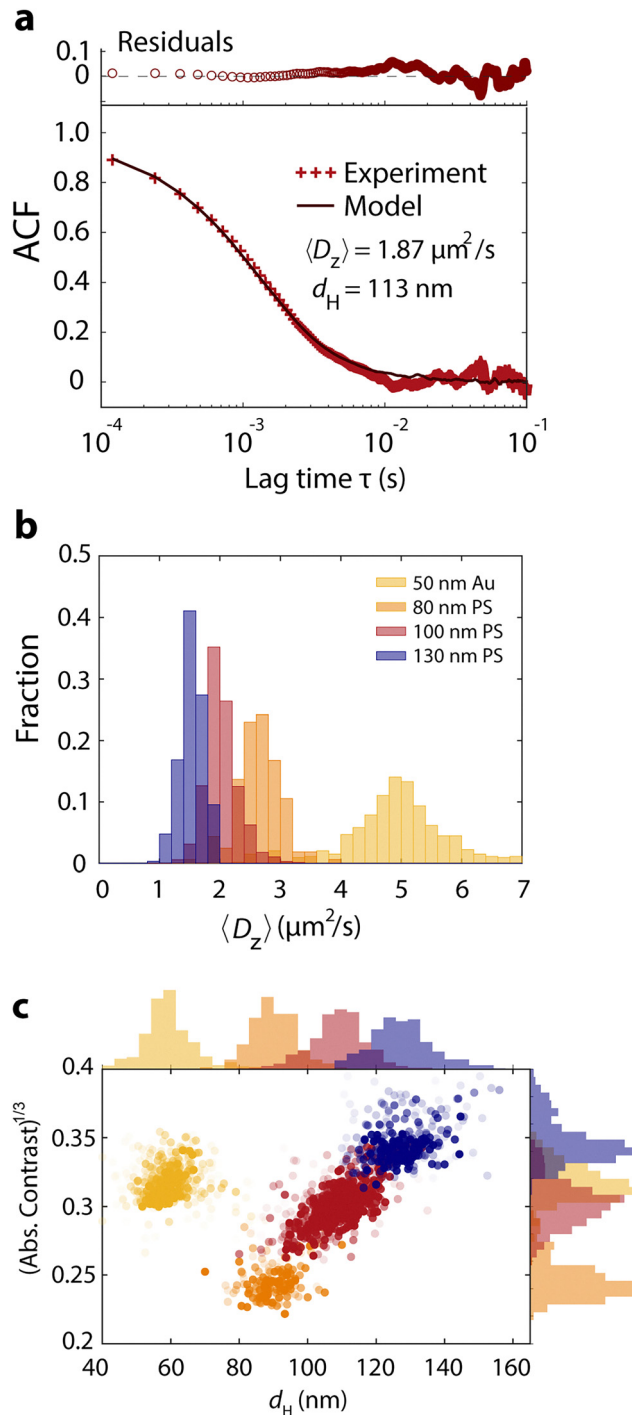 a
Residuals
0.1
0
1.0
0.8
0.6
0.4
0.2
0
ACF
+++ Experiment
Model
⟨D_z⟩ = 1.87 μm²/s
d_H = 113 nm
10⁻⁴ 10⁻³ 10⁻² 10⁻¹
Lag time τ (s)
b
0.5
0.4
0.3
0.2
0.1
0
Fraction
50 nm Au
80 nm PS
100 nm PS
130 nm PS
0 1 2 3 4 5 6 7
⟨D_z⟩ (μm²/s)
c
0.4
0.35
0.3
0.25
0.2
(Abs. Contrast)^1/3
40 60 80 100 120 140 160
d_H (nm)